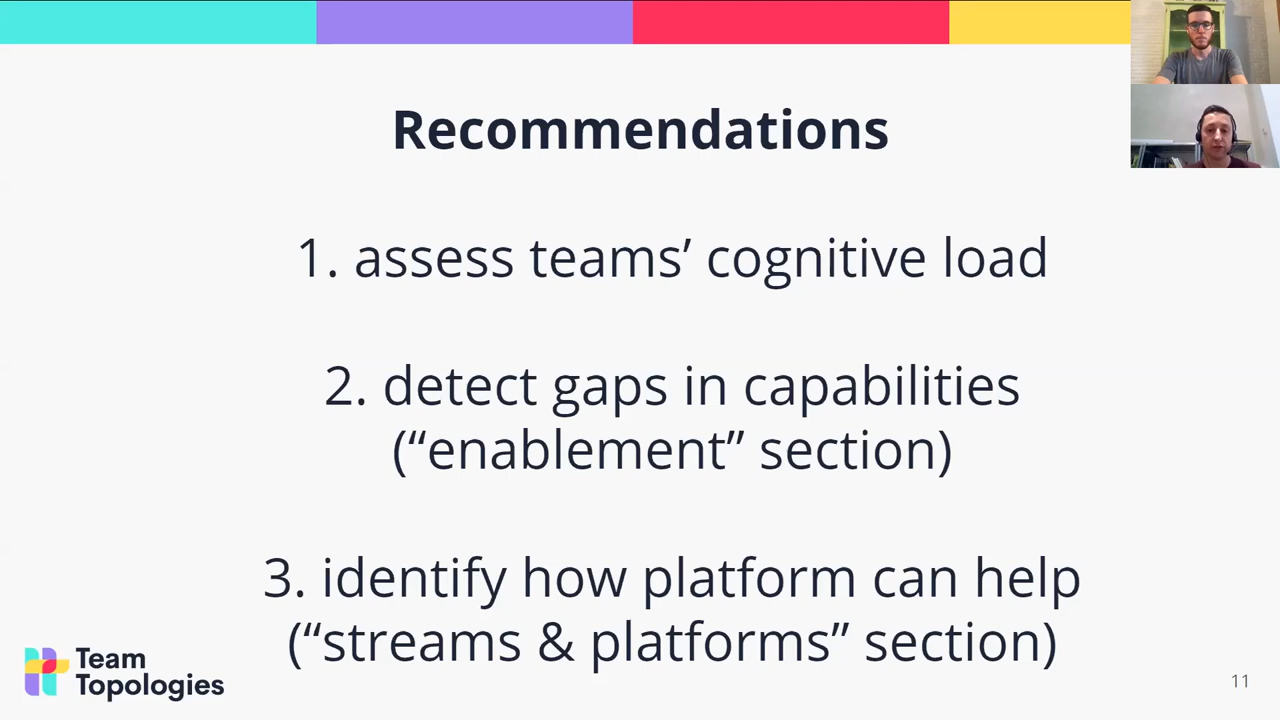 Recommendations
1. assess teams’ cognitive load
2. detect gaps in capabilities
(“enablement” section)
3. identify how platform can help
(“streams & platforms” section)
Team
Topologies
11